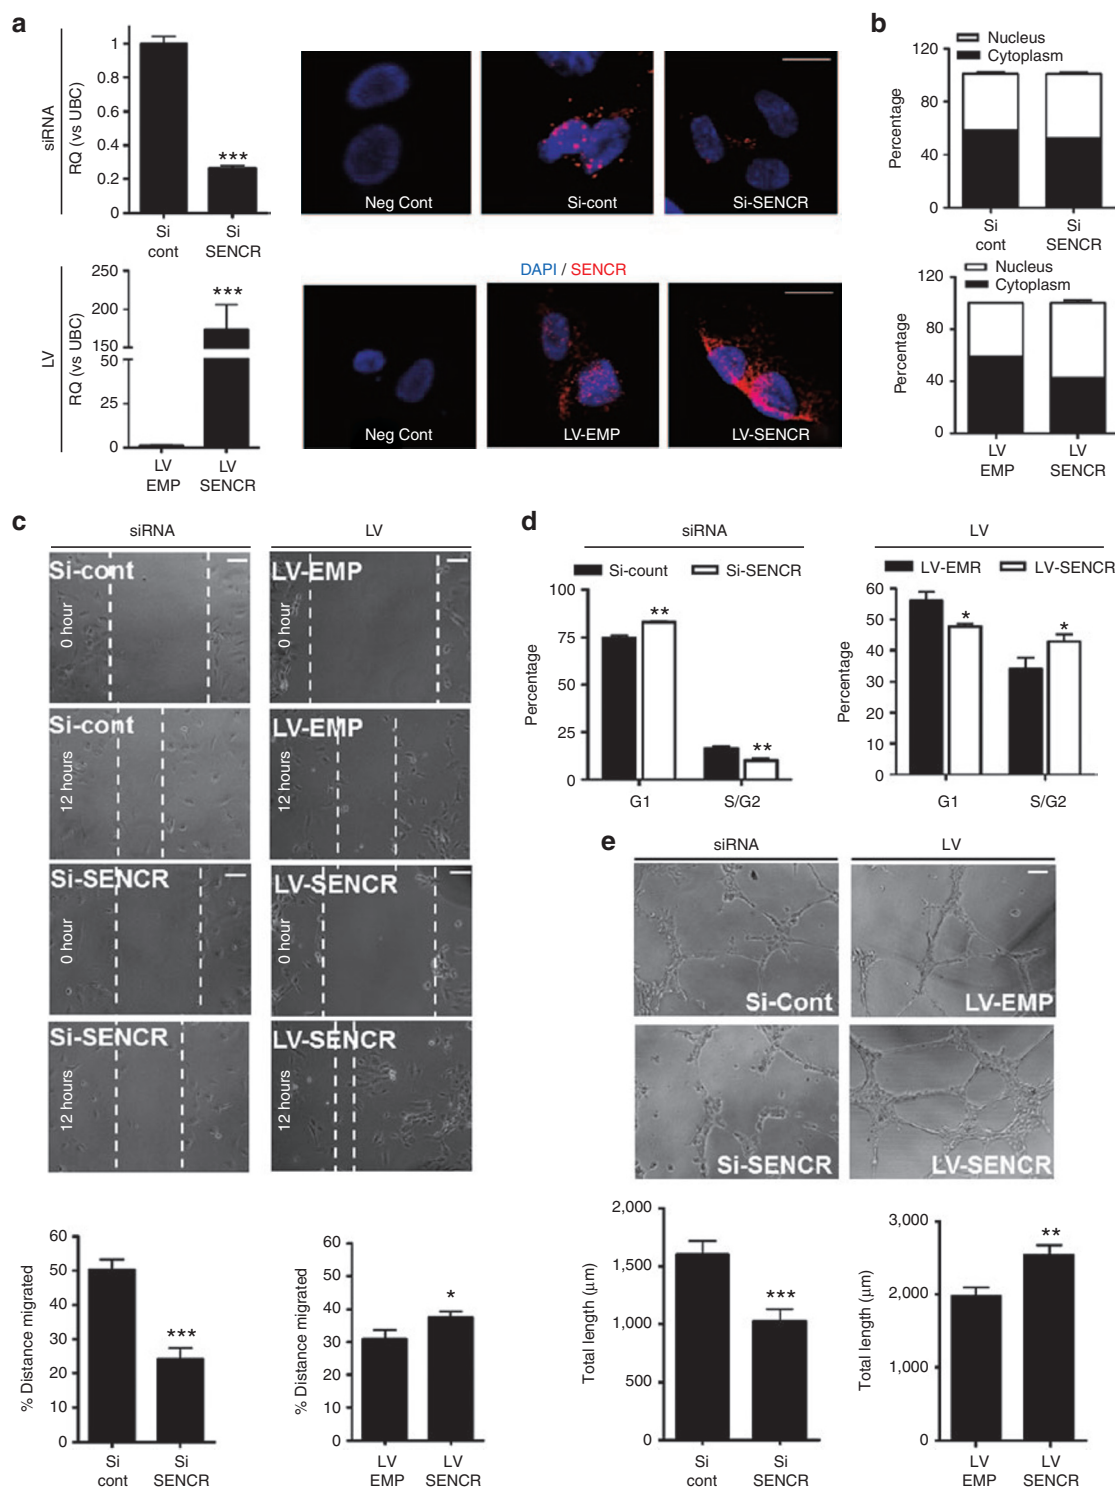 a
siRNA
RQ (vs UBC)
1
0.8
0.6
0.4
0.2
0
***
Si
cont
Si
SENCR
Neg Cont
Si-cont
Si-SENCR
LV
RQ (vs UBC)
250
200
150
50
25
0
***
LV
EMP
LV
SENCR
DAPI / SENCR
Neg Cont
LV-EMP
LV-SENCR
b
Nucleus
Cytoplasm
Percentage
120
80
40
0
Si
cont
Si
SENCR
Nucleus
Cytoplasm
Percentage
120
80
40
0
LV
EMP
LV
SENCR
c
siRNA
LV
Si-cont
0 hour
LV-EMP
0 hour
Si-cont
12 hours
LV-EMP
12 hours
Si-SENCR
0 hour
LV-SENCR
0 hour
Si-SENCR
12 hours
LV-SENCR
12 hours
% Distance migrated
60
50
40
30
20
10
0
***
Si
cont
Si
SENCR
% Distance migrated
60
50
40
30
20
10
0
*
LV
EMP
LV
SENCR
d
siRNA
Si-count
Si-SENCR
Percentage
100
75
50
25
0
**
**
G1
S/G2
LV
LV-EMR
LV-SENCR
Percentage
60
50
40
30
20
10
0
*
*
G1
S/G2
e
siRNA
LV
Si-Cont
LV-EMP
Si-SENCR
LV-SENCR
Total length (μm)
2,000
1,500
1,000
500
0
***
Si
cont
Si
SENCR
Total length (μm)
3,000
2,000
1,000
0
**
LV
EMP
LV
SENCR